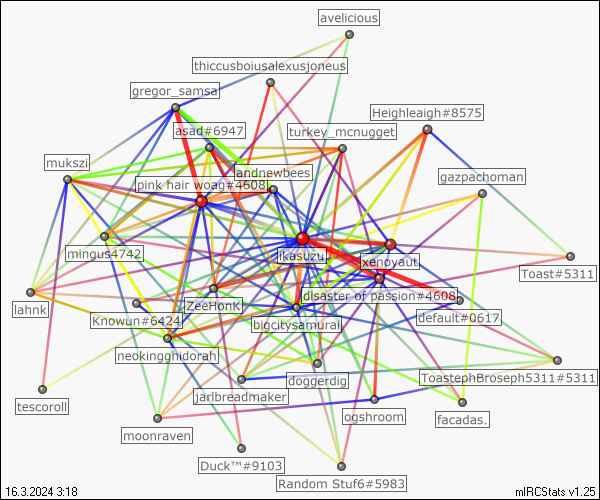 avelicious
thiccusboiusalexusjoneus
gregor_samsa
Heighleaigh#8575
asad#6947
turkey_mcnugget
mukszi
landnewbees
gazpachoman
pink hair woag#4608
mingus4742
ikasuzu
xenoyaut
Toast#5311
disaster of passion#4608
lahnk
ZeeHonK
Knowun#6424
default#0617
bigcitysamurai
neokingghidorah
doggerdig
ToastephBroseph5311#5311
jarlbreadmaker
tescoroll
ogshroom
facadas.
moonraven
Duck™#9103
Random Stuf6#5983
16.3.2024 3:18
mIRCStats v1.25